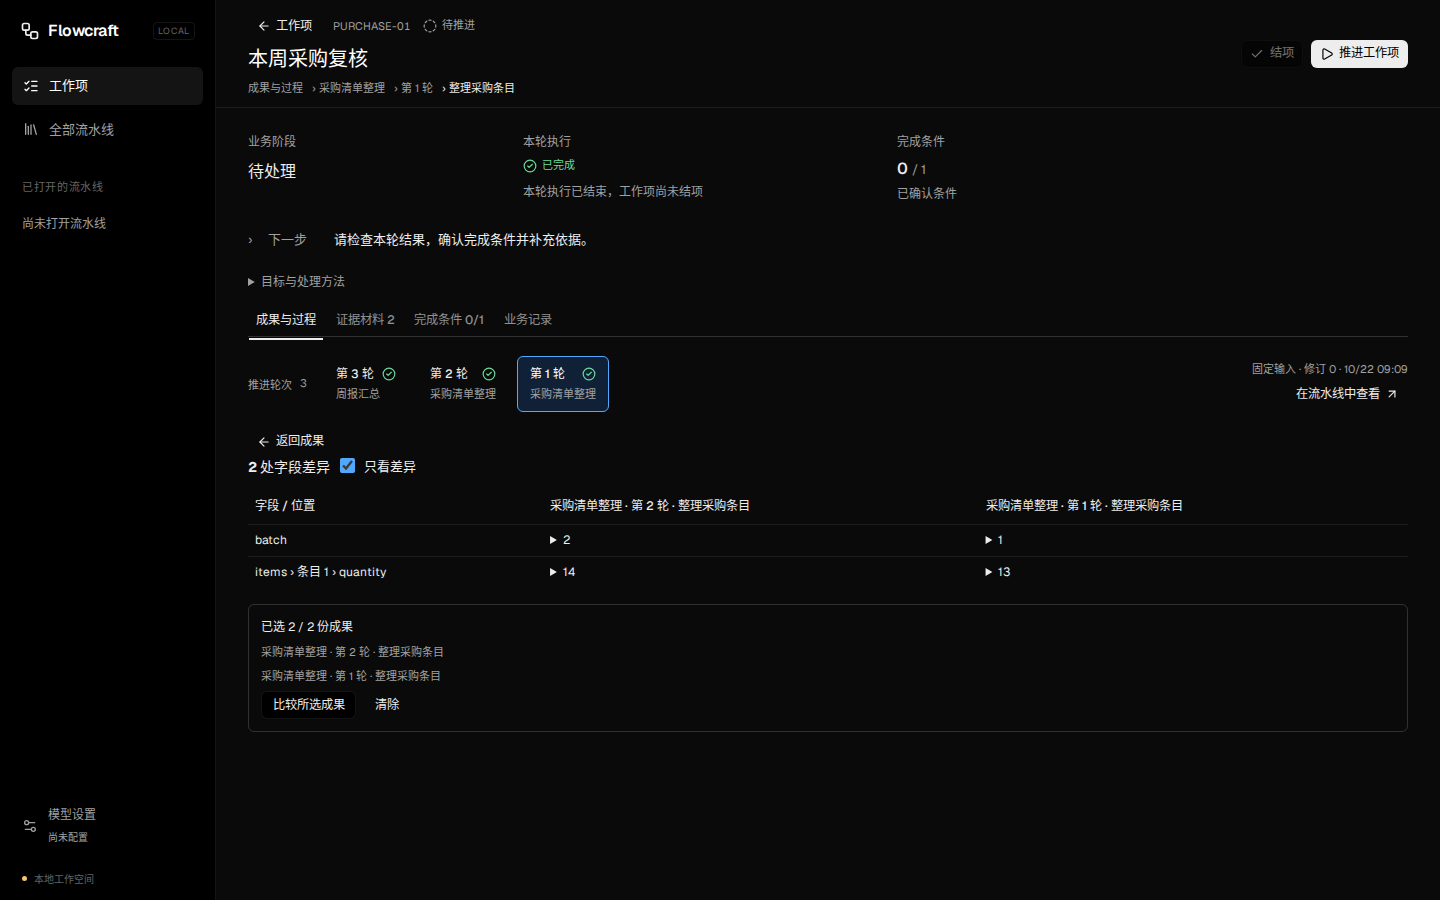 Flowcraft
LOCAL
工作项
全部流水线
已打开的流水线
尚未打开流水线
模型设置
尚未配置
本地工作空间
工作项 PURCHASE-01 待推进
本周采购复核
成果与过程 › 采购清单整理 › 第 1 轮 › 整理采购条目
结项
推进工作项
业务阶段
待处理
本轮执行
已完成
本轮执行已结束，工作项尚未结项
完成条件
0 / 1
已确认条件
› 下一步 请检查本轮结果，确认完成条件并补充依据。
目标与处理方法
成果与过程 证据材料 2 完成条件 0/1 业务记录
推进轮次 3
第 3 轮
周报汇总
第 2 轮
采购清单整理
第 1 轮
采购清单整理
固定输入 · 修订 0 · 10/22 09:09
在流水线中查看
返回成果
2 处字段差异 只看差异
字段 / 位置 采购清单整理 · 第 2 轮 · 整理采购条目 采购清单整理 · 第 1 轮 · 整理采购条目
batch 2 1
items › 条目 1 › quantity 14 13
已选 2 / 2 份成果
采购清单整理 · 第 2 轮 · 整理采购条目
采购清单整理 · 第 1 轮 · 整理采购条目
比较所选成果 清除